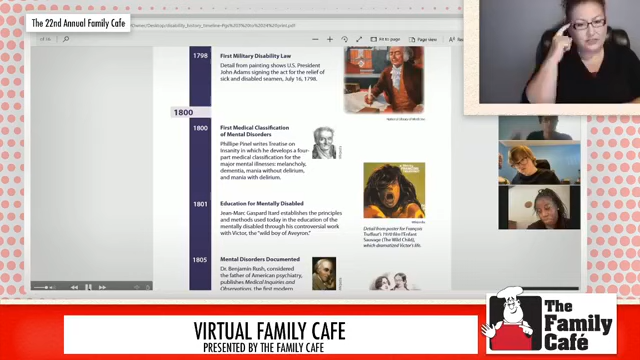 The 22nad Annual Family Cafe
Page view
1798
First Military Disability Law
Detail from painting shows U.S. President
John Adams signing the act for the relief of
sick and disabled seamen, July 16, 1798.
1800
1800
First Medical Classification
of Mental Disorders
Phillipe Pinel writes Treatise on
Insanity in which he develops a four-
part medical classification for the
major mental illnesses: melancholy,
dementia, mania without delirium,
and mania with delirium.
1801
Education for Mentally Disabled
Jean-Marc Gaspard Itard establishes the principles
and methods used today in the education of the
mentally disabled through his controversial work
with Victor, the "wild boy of Aveyron."
Detail from poster for François
Truffaut's 1970 film l'Enfant
Sauvage (The Wild Child),
which dramatized Victor's life.
1805
Mental Disorders Documented
Dr. Benjamin Rush, considered
the father of American psychiatry,
publishes Medical Inquiries and
Observations, the first modern
VIRTUAL FAMILY CAFE
PRESENTED BY THE FAMILY CAFE
The
Family
Café